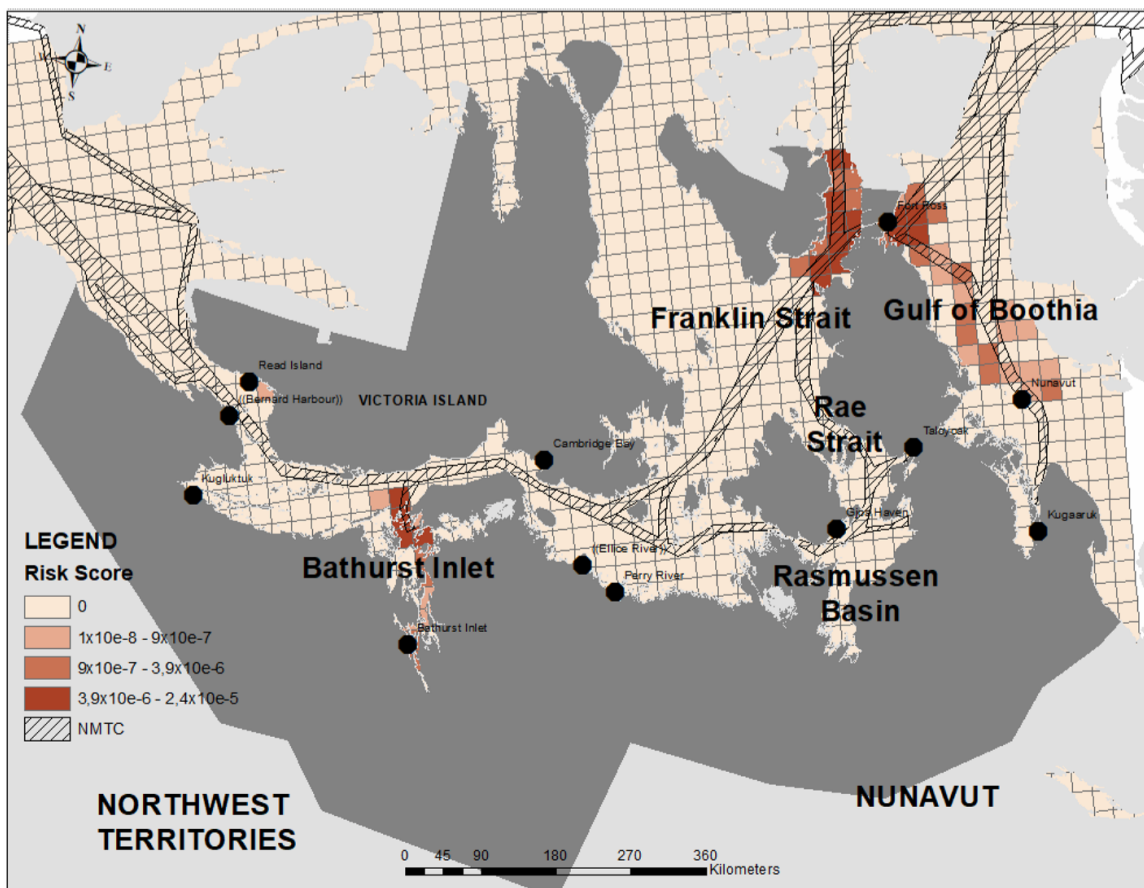 N
W
E
S
Fort Ross
Franklin Strait
Gulf of Boothia
Read Island
((Bernard Harbour))
VICTORIA ISLAND
Nunavut
Rae
Strait
Taloyoak
Cambridge Bay
Kugluktuk
Gjoa Haven
Kugaaruk
LEGEND
Risk Score
0
1x10e-8 - 9x10e-7
9x10e-7 - 3,9x10e-6
3,9x10e-6 - 2,4x10e-5
NMTC
Bathurst Inlet
((Ellice River))
Perry River
Rasmussen
Basin
Bathurst Inlet
NORTHWEST
TERRITORIES
NUNAVUT
0 45 90 180 270 360
Kilometers